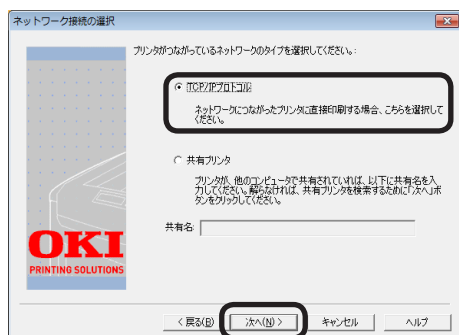 ネットワーク接続の選択
プリンタがつながっているネットワークのタイプを選択してください。:
TCP/IPプロトコル
ネットワークにつながったプリンタに直接印刷する場合、こちらを選択して
ください。
共有プリンタ
プリンタが、他のコンピュータで共有されていれば、以下に共有名を入
力してください。解らなければ、共有プリンタを検索するために「次へ」ボ
タンをクリックしてください。
共有名:
OKI
PRINTING SOLUTIONS
< 戻る(B) 次へ(N) > キャンセル ヘルプ